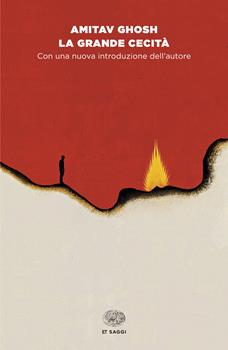 AMITAV GHOSH
LA GRANDE CECITÀ
Con una nuova introduzione dell'autore
ET SAGGI